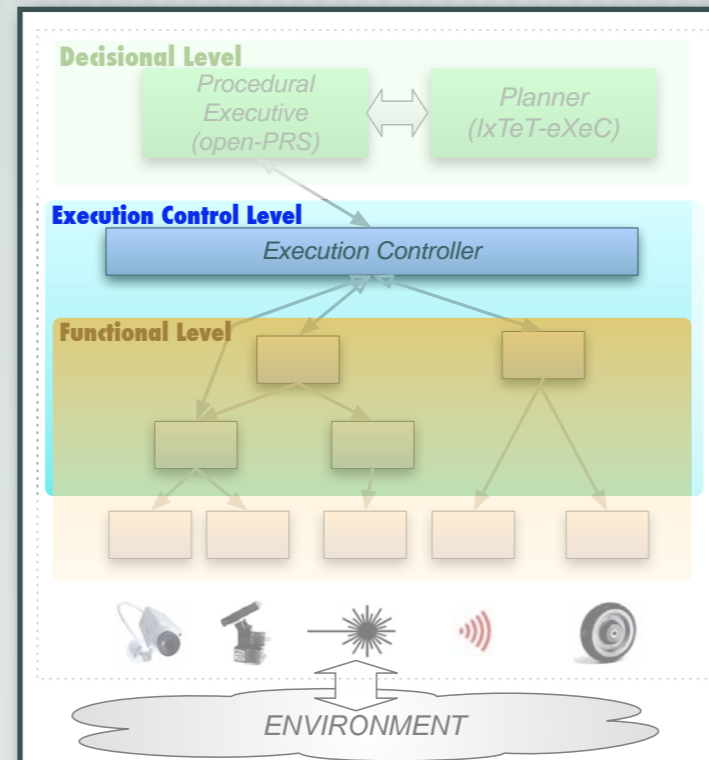 Decisional Level
Procedural
Executive
(open-PRS)
Planner
(IxTeT-eXeC)
Execution Control Level
Execution Controller
Functional Level
ENVIRONMENT